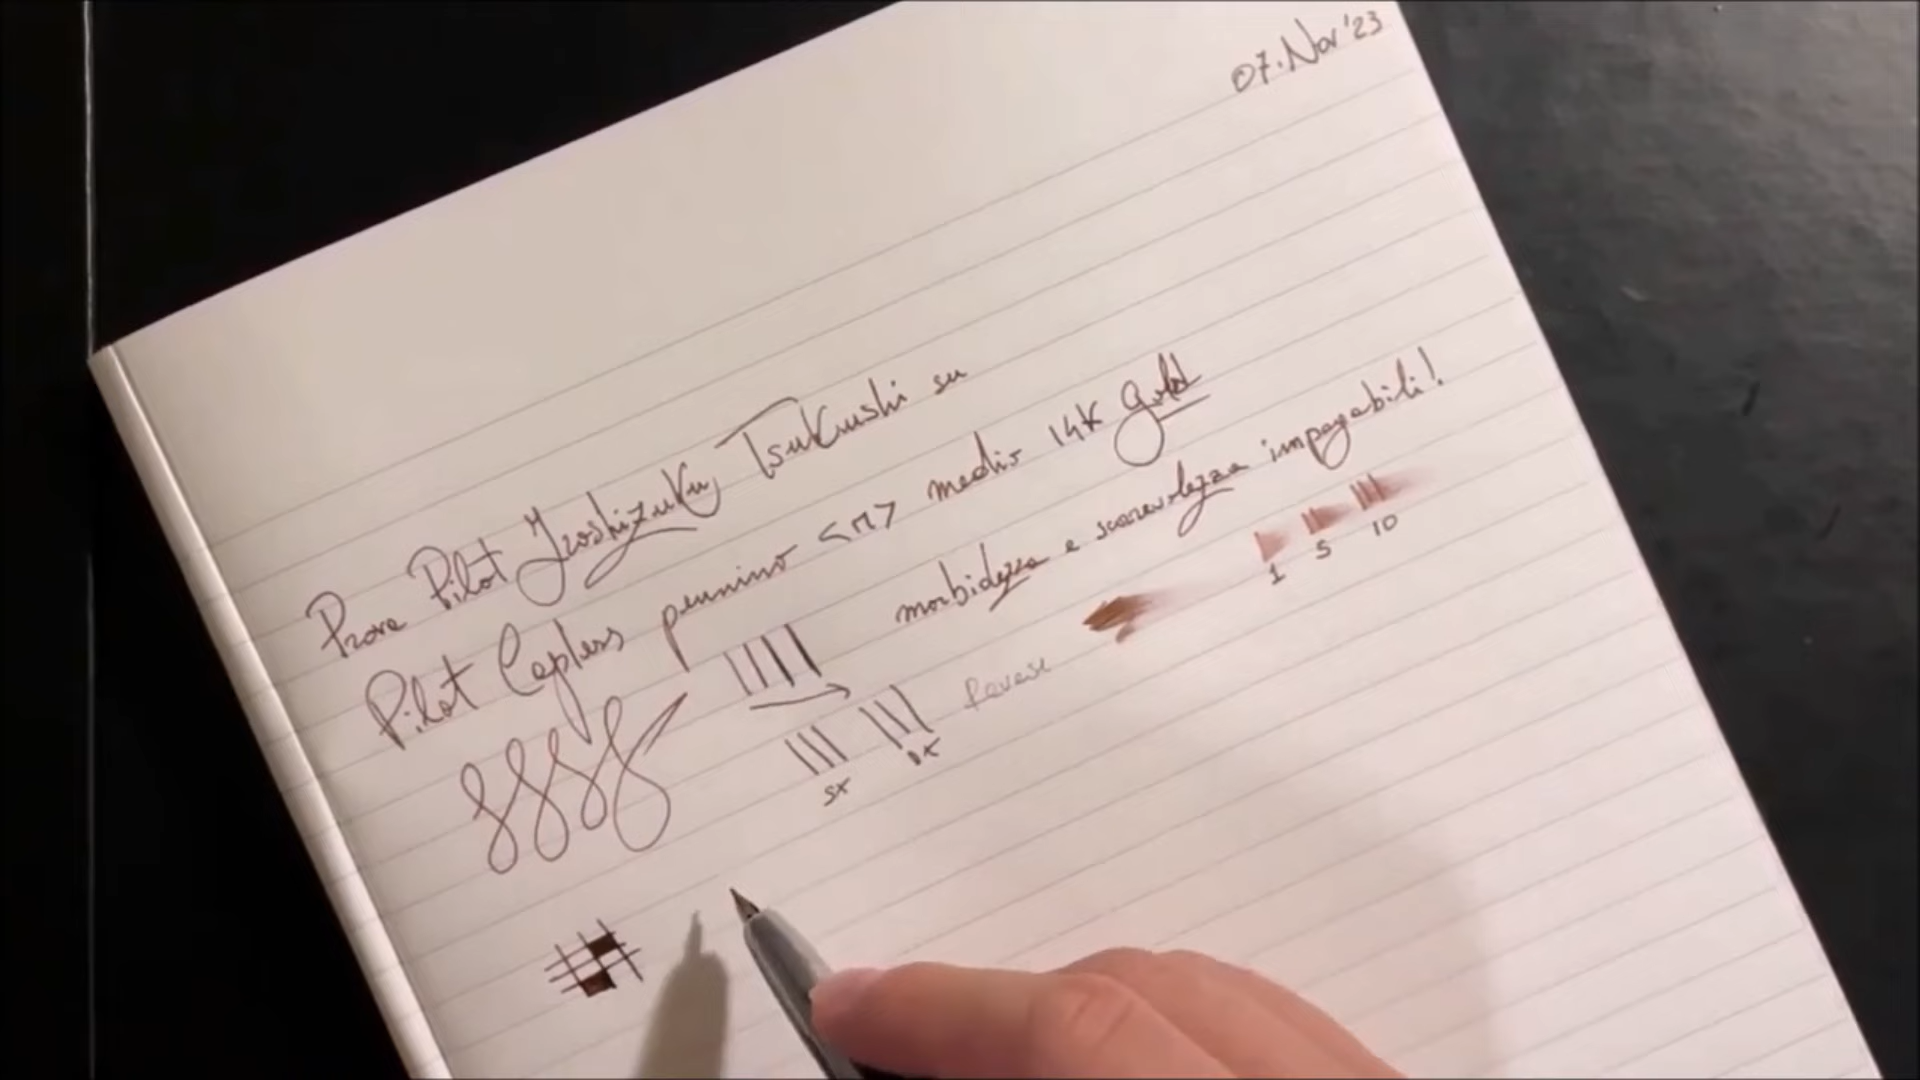 07.Nov'23
Prova Pilot Iroshizuku Tsukushi su
Pilot Capless pennino <M> medio 14K Gold
morbidezza e scorrevolezza impagabili!
1 5 10
Reverse
SX DX